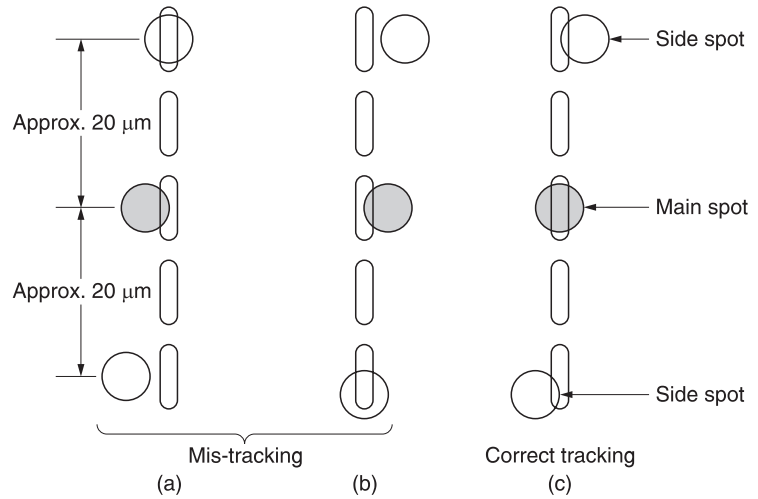 Side spot
Approx. 20 μm
Main spot
Approx. 20 μm
Side spot
Mis-tracking
Correct tracking
(a)
(b)
(c)